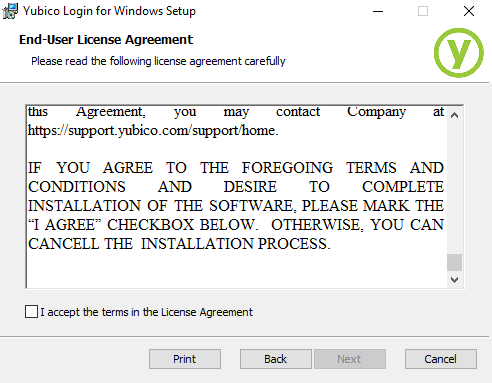 Yubico Login for Windows Setup
End-User License Agreement
Please read the following license agreement carefully
y
this Agreement, you may contact Company at
https://support.yubico.com/support/home.
IF YOU AGREE TO THE FOREGOING TERMS AND
CONDITIONS AND DESIRE TO COMPLETE
INSTALLATION OF THE SOFTWARE, PLEASE MARK THE
“I AGREE” CHECKBOX BELOW. OTHERWISE, YOU CAN
CANCELL THE INSTALLATION PROCESS.
I accept the terms in the License Agreement
Print Back Next Cancel